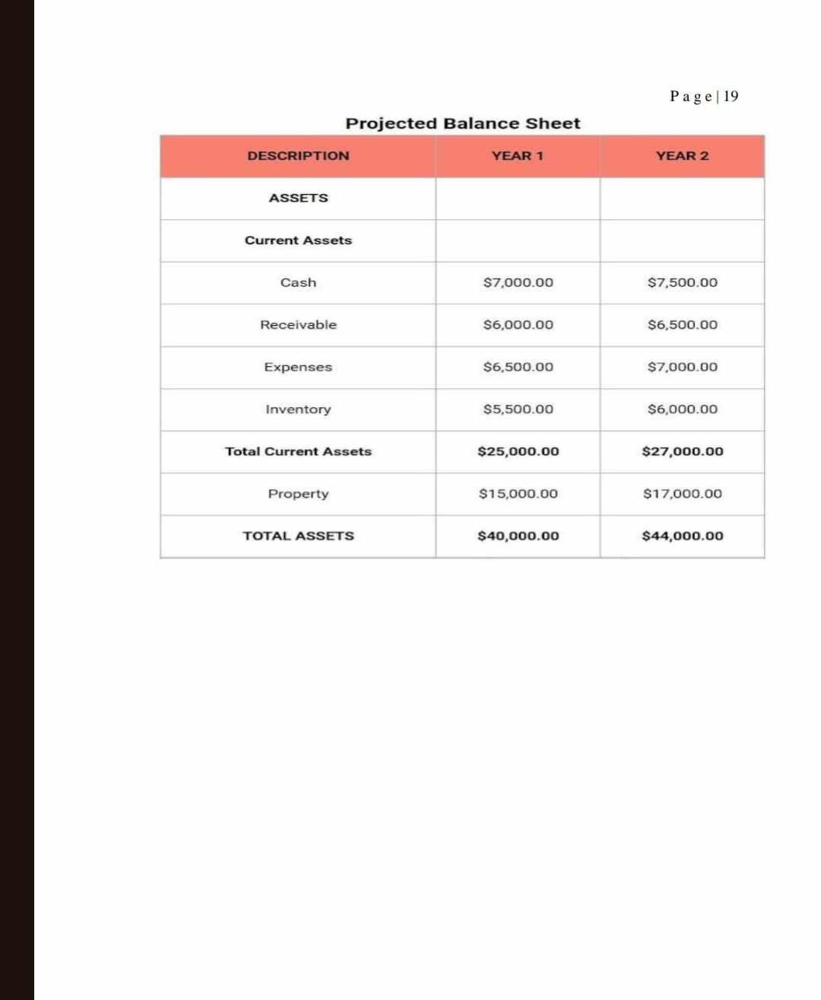 Page| 19
Projected Balance Sheet
DESCRIPTION YEAR 1 YEAR 2
ASSETS
Current Assets
Cash $7,000.00 $7,500.00
Receivable $6,000.00 $6,500.00
Expenses $6,500.00 $7,000.00
Inventory $5,500.00 $6,000.00
Total Current Assets $25,000.00 $27,000.00
Property $15,000.00 $17,000.00
TOTAL ASSETS $40,000.00 $44,000.00